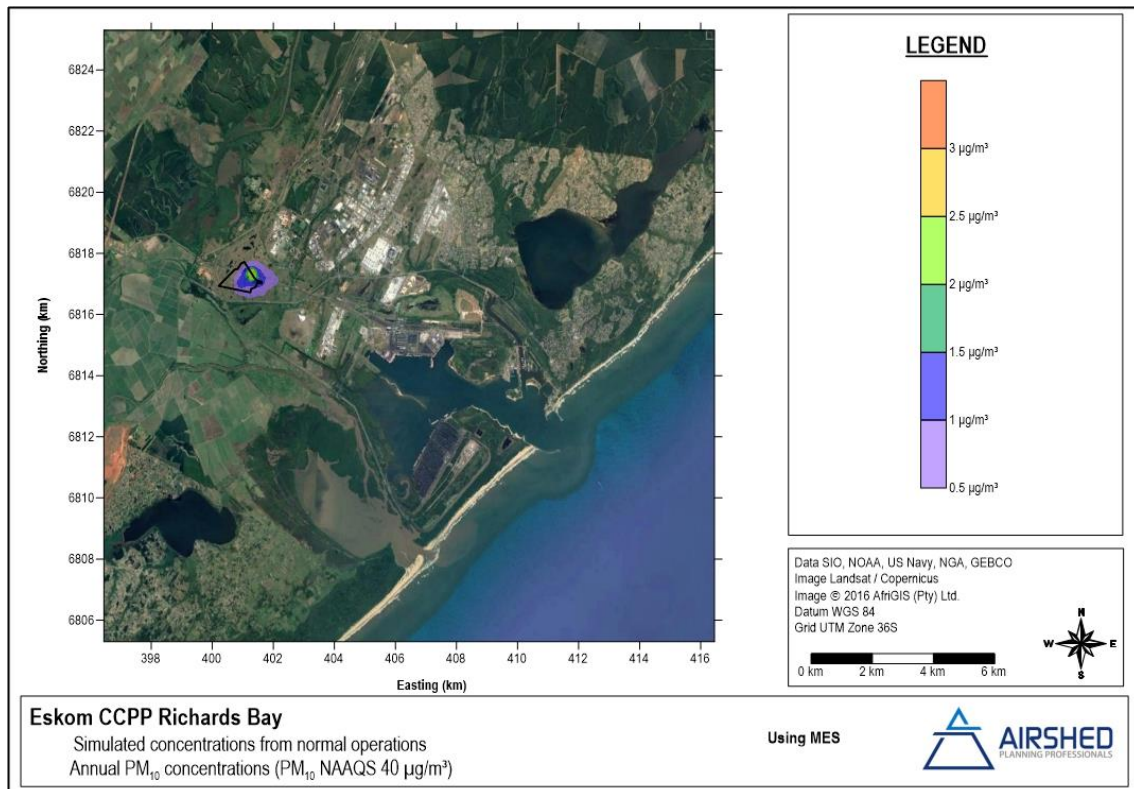 LEGEND
3 µg/m³
2.5 µg/m³
2 µg/m³
1.5 µg/m³
1 µg/m³
0.5 µg/m³
6824
6822
6820
6818
6816
6814
6812
6810
6808
6806
Northing (km)
398 400 402 404 406 408 410 412 414 416
Easting (km)
Data SIO, NOAA, US Navy, NGA, GEBCO
Image Landsat / Copernicus
Image © 2016 AfriGIS (Pty) Ltd.
Datum WGS 84
Grid UTM Zone 36S
0 km 2 km 4 km 6 km
N
W E
S
Eskom CCPP Richards Bay
Simulated concentrations from normal operations
Annual PM₁₀ concentrations (PM₁₀ NAAQS 40 µg/m³)
Using MES
AIRSHED
PLANNING PROFESSIONALS